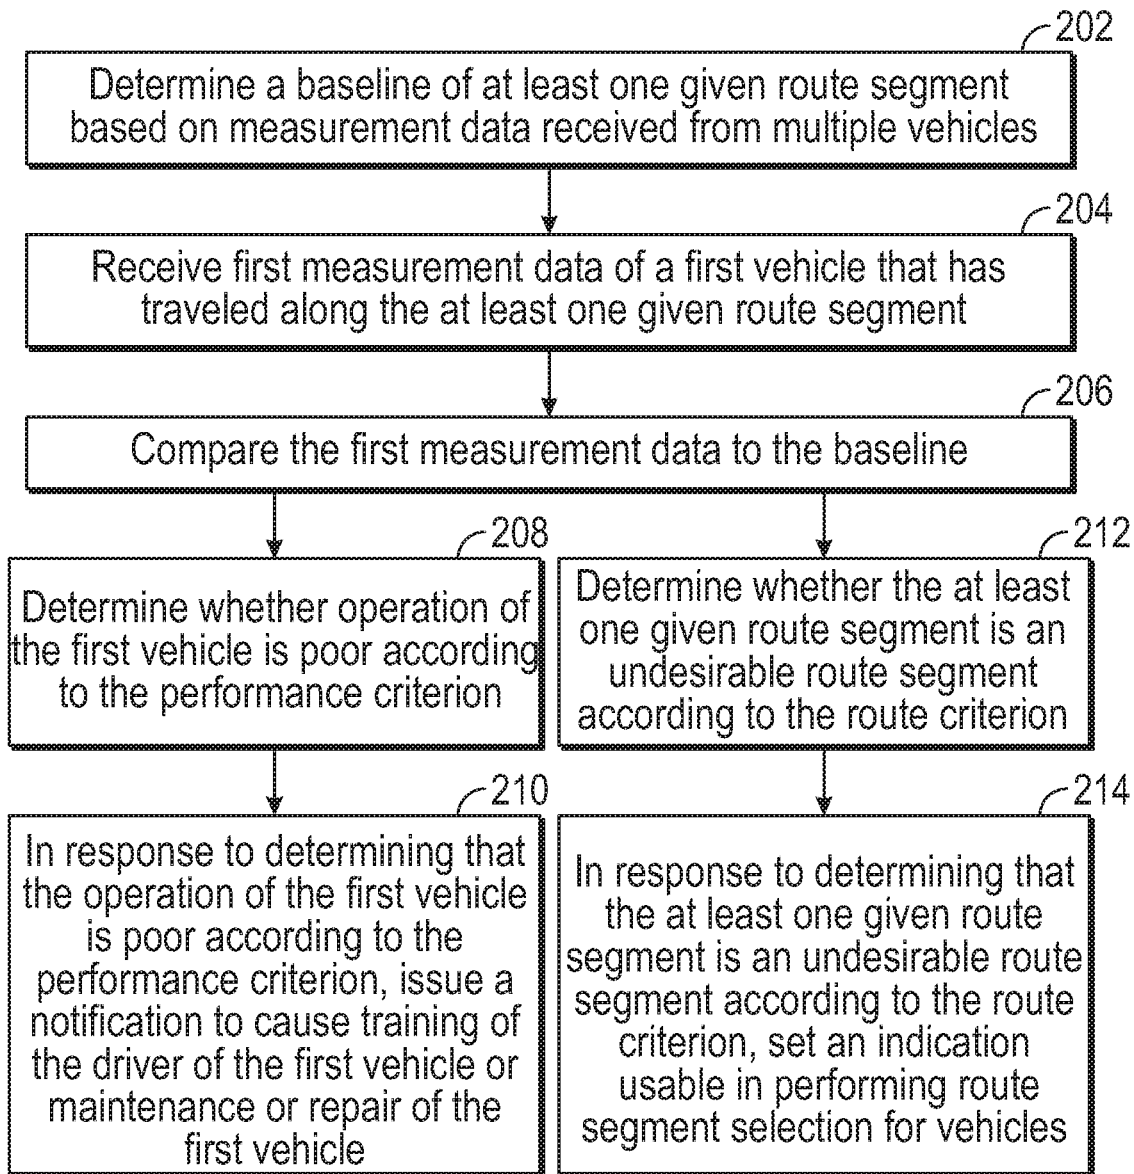 202
Determine a baseline of at least one given route segment
based on measurement data received from multiple vehicles
204
Receive first measurement data of a first vehicle that has
traveled along the at least one given route segment
206
Compare the first measurement data to the baseline
208
Determine whether operation of
the first vehicle is poor according
to the performance criterion
212
Determine whether the at least
one given route segment is an
undesirable route segment
according to the route criterion
210
In response to determining that
the operation of the first vehicle
is poor according to the
performance criterion, issue a
notification to cause training of
the driver of the first vehicle or
maintenance or repair of the
first vehicle
214
In response to determining that
the at least one given route
segment is an undesirable route
segment according to the route
criterion, set an indication
usable in performing route
segment selection for vehicles